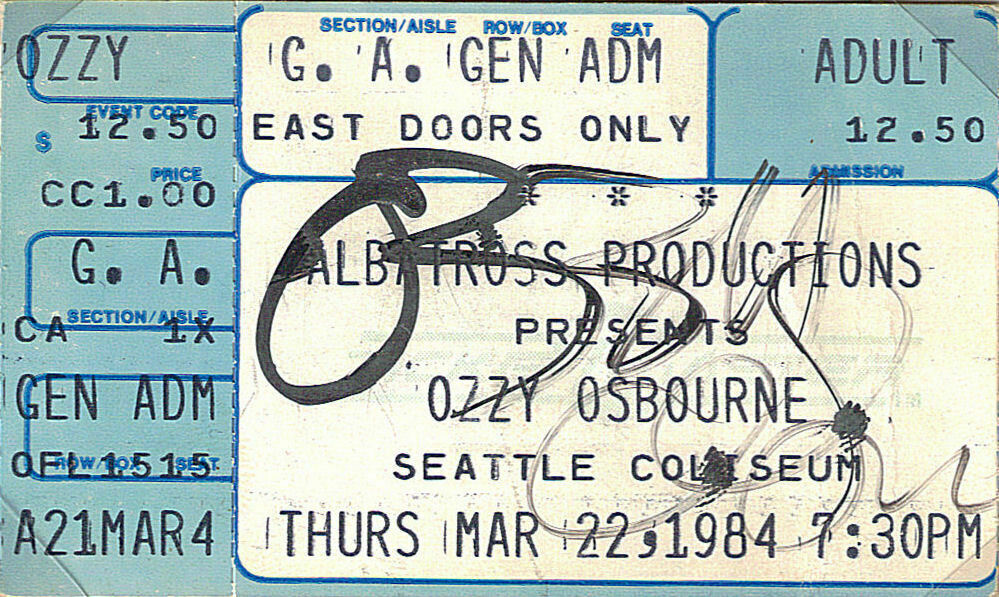 OZZY
EVENT CODE
$ 12.50
PRICE
CC1.00
G. A.
SECTION/AISLE
CA 1X
GEN ADM
ROW/BOX SEAT
OFL1515
A21MAR4
SECTION/AISLE ROW/BOX SEAT
G. A. GEN ADM
EAST DOORS ONLY
ADULT
12.50
ADMISSION
* * *
ALBATROSS PRODUCTIONS
PRESENTS
OZZY OSBOURNE
SEATTLE COLISEUM
THURS MAR 22,1984 7:30PM